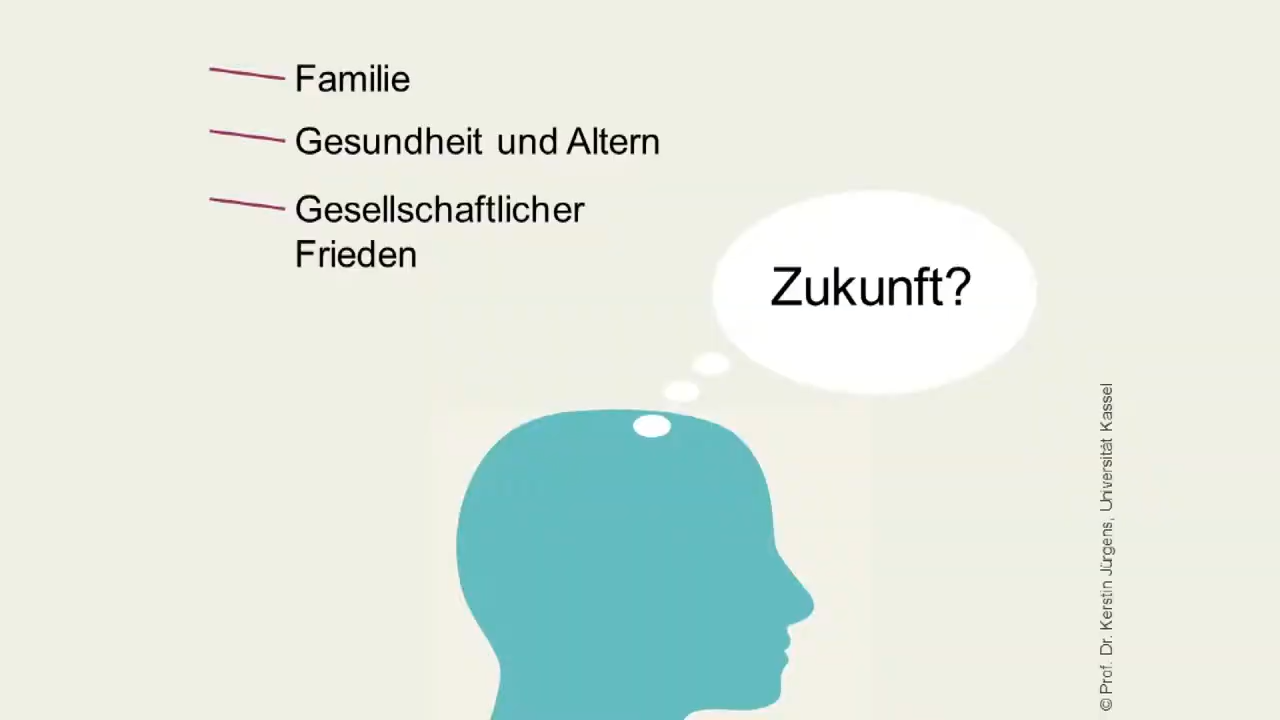 Familie
Gesundheit und Altern
Gesellschaftlicher
Frieden
Zukunft?
© Prof. Dr. Kerstin Jürgens, Universität Kassel